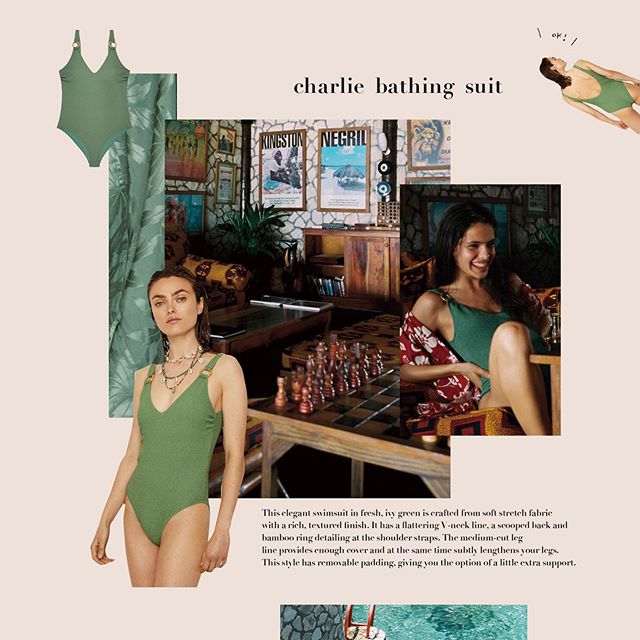 \ OK! /
charlie bathing suit
KINGSTON
NEGRIL
This elegant swimsuit in fresh, ivy green is crafted from soft stretch fabric
with a rich, textured finish. It has a flattering V-neck line, a scooped back and
bamboo ring detailing at the shoulder straps. The medium-cut leg
line provides enough cover and at the same time subtly lengthens your legs.
This style has removable padding, giving you the option of a little extra support.